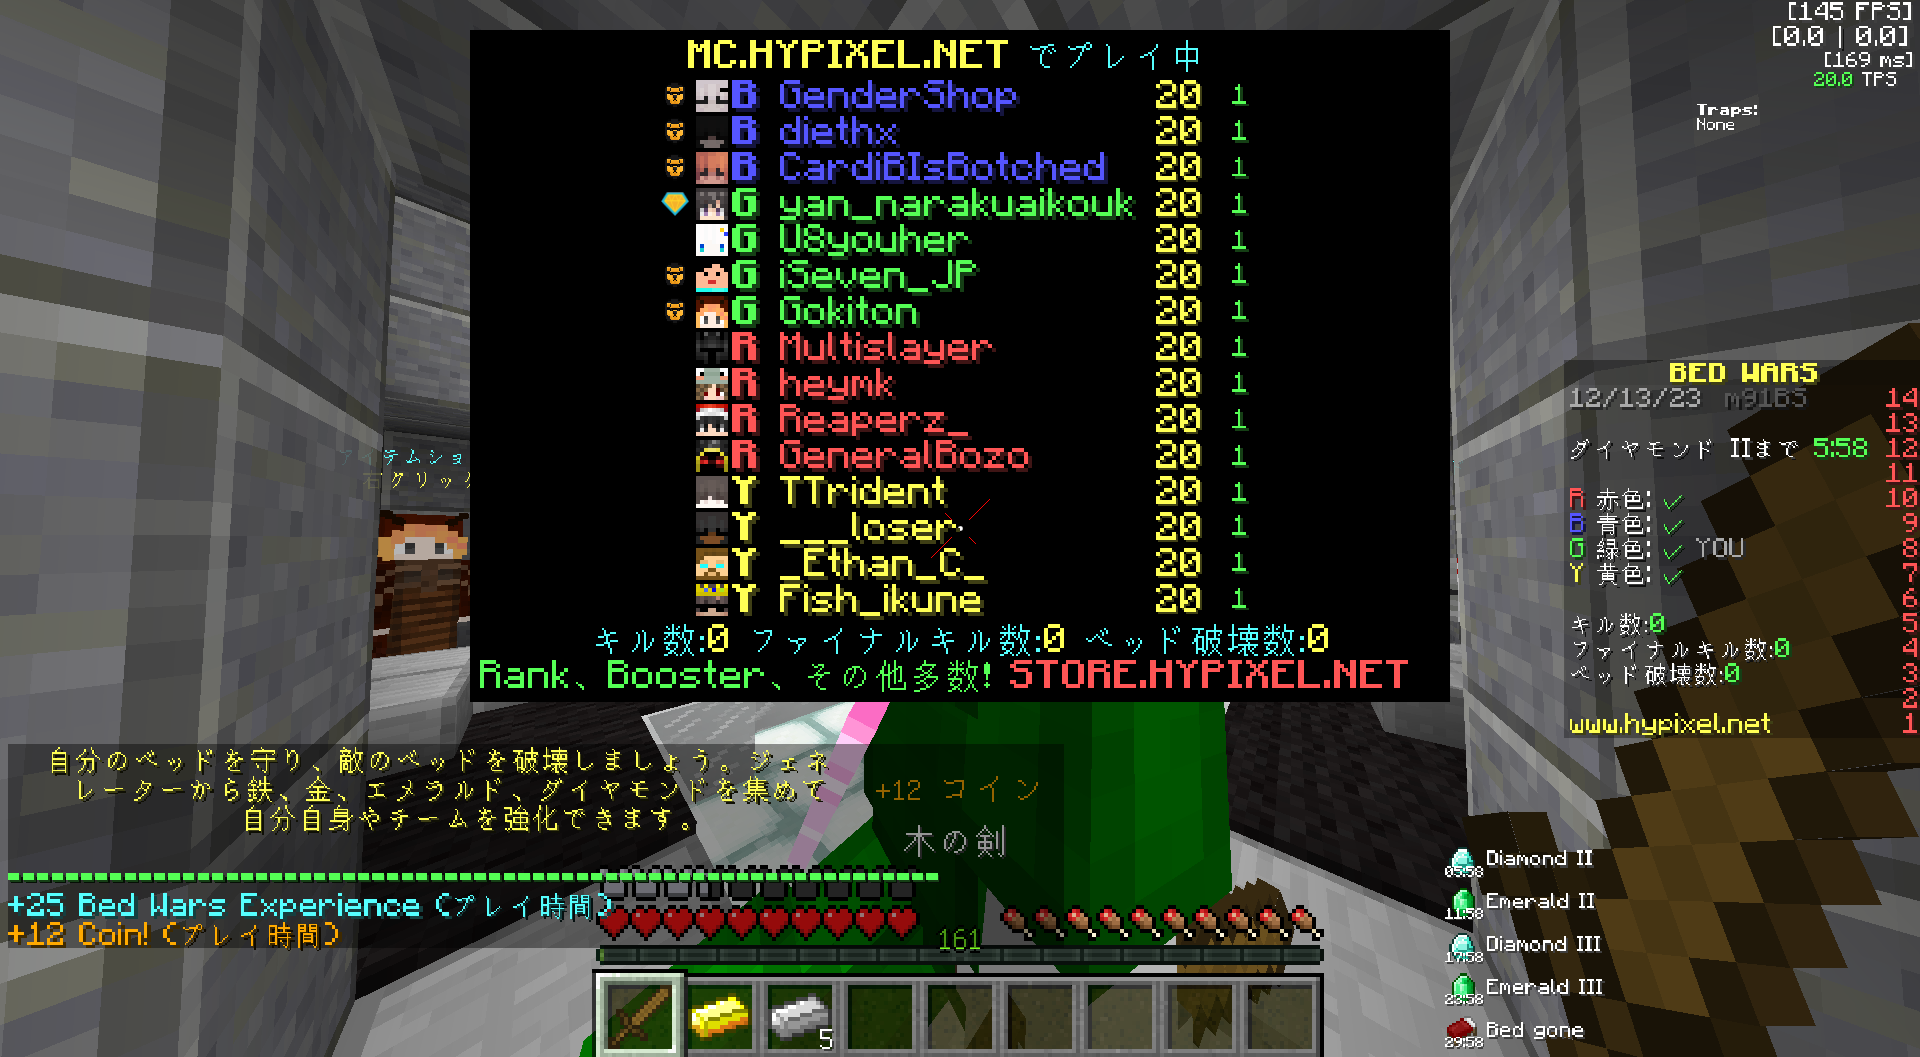 MC.HYPIXEL.NET でプレイ中
B GenderShop 20 1
B diethx 20 1
B CardiBIsBotched 20 1
G yan_narakuaikouk 20 1
G U8youher 20 1
G iSeven_JP 20 1
G Gokiton 20 1
R Multislayer 20 1
R heymk 20 1
R Reaperz_ 20 1
R GeneralBozo 20 1
Y TTrident 20 1
Y ___loser 20 1
Y _Ethan_C_ 20 1
Y Fish_ikune 20 1
キル数:0 ファイナルキル数:0 ベッド破壊数:0
Rank、Booster、その他多数! STORE.HYPIXEL.NET
[145 FPS]
[0.0 | 0.0]
[169 ms]
20.0 TPS
Traps:
None
テムショ
クリック
BED WARS
12/13/23 m91B5 14
13
ダイヤモンド IIまで 5:58 12
11
R 赤色: ✓ 10
B 青色: ✓ 9
G 緑色: ✓ YOU 8
Y 黄色: ✓ 7
6
キル数:0 5
ファイナルキル数:0 4
ベッド破壊数:0 3
2
www.hypixel.net 1
自分のベッドを守り、敵のベッドを破壊しましょう。ジェネ
レーターから鉄、金、エメラルド、ダイヤモンドを集めて
自分自身やチームを強化できます。
+25 Bed Wars Experience (プレイ時間)
+12 Coin! (プレイ時間)
+12 コイン
木の剣
161
5
Diamond II
05:58
Emerald II
11:58
Diamond III
17:58
Emerald III
23:58
Bed gone
29:58